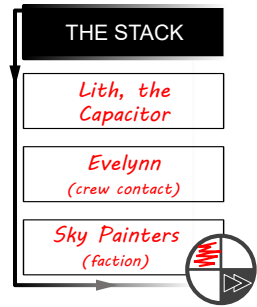 THE STACK
Lith, the
Capacitor
Evelynn
(crew contact)
Sky Painters
(faction)